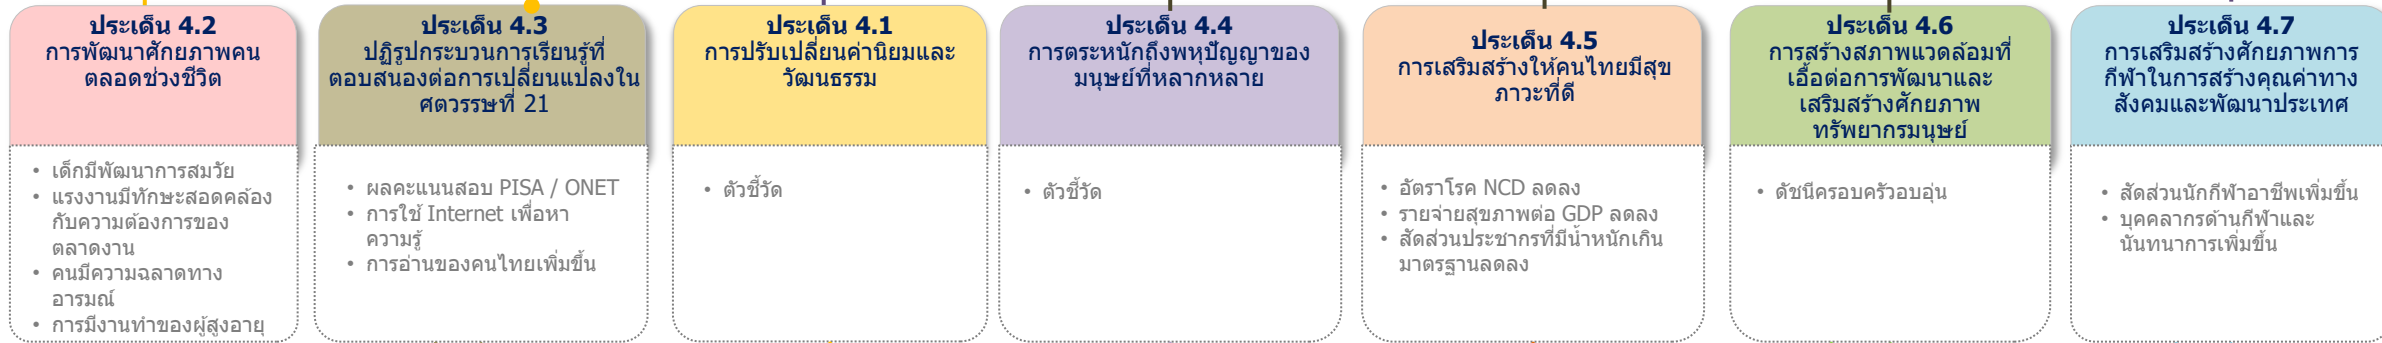 ประเด็น 4.2
การพัฒนาศักยภาพคน
ตลอดช่วงชีวิต
• เด็กมีพัฒนาการสมวัย
• แรงงานมีทักษะสอดคล้อง
กับความต้องการของ
ตลาดงาน
• คนมีความฉลาดทาง
อารมณ์
• การมีงานทำของผู้สูงอายุ
ประเด็น 4.3
ปฏิรูปกระบวนการเรียนรู้ที่
ตอบสนองต่อการเปลี่ยนแปลงใน
ศตวรรษที่ 21
• ผลคะแนนสอบ PISA / ONET
• การใช้ Internet เพื่อหา
ความรู้
• การอ่านของคนไทยเพิ่มขึ้น
ประเด็น 4.1
การปรับเปลี่ยนค่านิยมและ
วัฒนธรรม
• ตัวชี้วัด
ประเด็น 4.4
การตระหนักถึงพหุปัญญาของ
มนุษย์ที่หลากหลาย
• ตัวชี้วัด
ประเด็น 4.5
การเสริมสร้างให้คนไทยมีสุข
ภาวะที่ดี
• อัตราโรค NCD ลดลง
• รายจ่ายสุขภาพต่อ GDP ลดลง
• สัดส่วนประชากรที่มีน้ำหนักเกิน
มาตรฐานลดลง
ประเด็น 4.6
การสร้างสภาพแวดล้อมที่
เอื้อต่อการพัฒนาและ
เสริมสร้างศักยภาพ
ทรัพยากรมนุษย์
• ดัชนีครอบครัวอบอุ่น
ประเด็น 4.7
การเสริมสร้างศักยภาพการ
กีฬาในการสร้างคุณค่าทาง
สังคมและพัฒนาประเทศ
• สัดส่วนนักกีฬาอาชีพเพิ่มขึ้น
• บุคคลากรด้านกีฬาและ
นันทนาการเพิ่มขึ้น